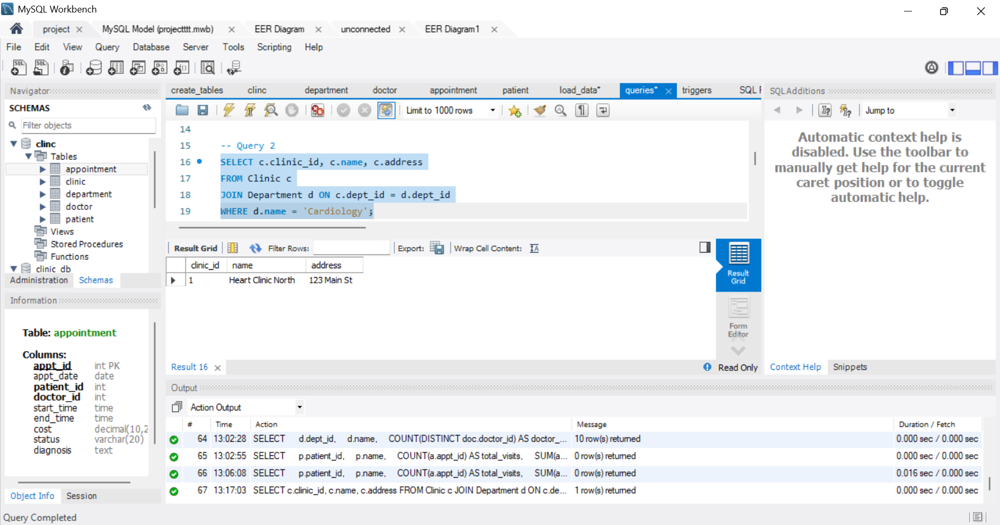 MySQL Workbench
project
MySQL Model (projectttt.mwb)
EER Diagram
unconnected
EER Diagram1
File Edit View Query Database Server Tools Scripting Help
Navigator
SCHEMAS
Filter objects
clinc
Tables
appointment
clinic
department
doctor
patient
Views
Stored Procedures
Functions
clinic_db
Administration Schemas
Information
Table: appointment
Columns:
appt_id int PK
appt_date date
patient_id int
doctor_id int
start_time time
end_time time
cost decimal(10,2
status varchar(20)
diagnosis text
Object Info Session
Query Completed
create_tables clinc department doctor appointment patient load_data* queries* triggers SQL F
Limit to 1000 rows
14
15 -- Query 2
16 SELECT c.clinic_id, c.name, c.address
17 FROM Clinic c
18 JOIN Department d ON c.dept_id = d.dept_id
19 WHERE d.name = 'Cardiology';
Result Grid Filter Rows: Export: Wrap Cell Content:
clinic_id name address
1 Heart Clinic North 123 Main St
Result Grid
Form Editor
Result 16
Read Only
SQLAdditions
Jump to
Automatic context help is
disabled. Use the toolbar to
manually get help for the current
caret position or to toggle
automatic help.
Context Help Snippets
Output
Action Output
# Time Action Message Duration / Fetch
64 13:02:28 SELECT d.dept_id, d.name, COUNT(DISTINCT doc.doctor_id) AS doctor_... 10 row(s) returned 0.000 sec / 0.000 sec
65 13:02:55 SELECT p.patient_id, p.name, COUNT(a.appt_id) AS total_visits, SUM(a... 0 row(s) returned 0.000 sec / 0.000 sec
66 13:06:08 SELECT p.patient_id, p.name, COUNT(a.appt_id) AS total_visits, SUM(a... 0 row(s) returned 0.016 sec / 0.000 sec
67 13:17:03 SELECT c.clinic_id, c.name, c.address FROM Clinic c JOIN Department d ON c.de... 1 row(s) returned 0.000 sec / 0.000 sec